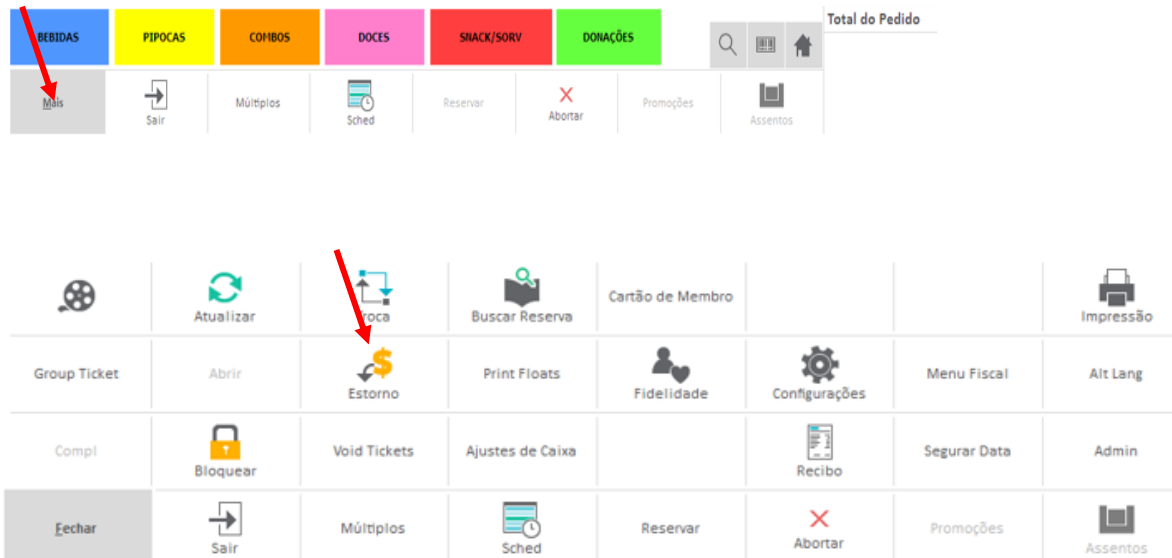 BEBIDAS PIPOCAS COMBOS DOCES SNACK/SORV DONAÇÕES Total do Pedido
Mais Sair Múltiplos Sched Reservar Abortar Promoções Assentos
Atualizar Troca Buscar Reserva Cartão de Membro Impressão
Group Ticket Abrir Estorno Print Floats Fidelidade Configurações Menu Fiscal Alt Lang
Compl Bloquear Void Tickets Ajustes de Caixa Recibo Segurar Data Admin
Fechar Sair Múltiplos Sched Reservar Abortar Promoções Assentos